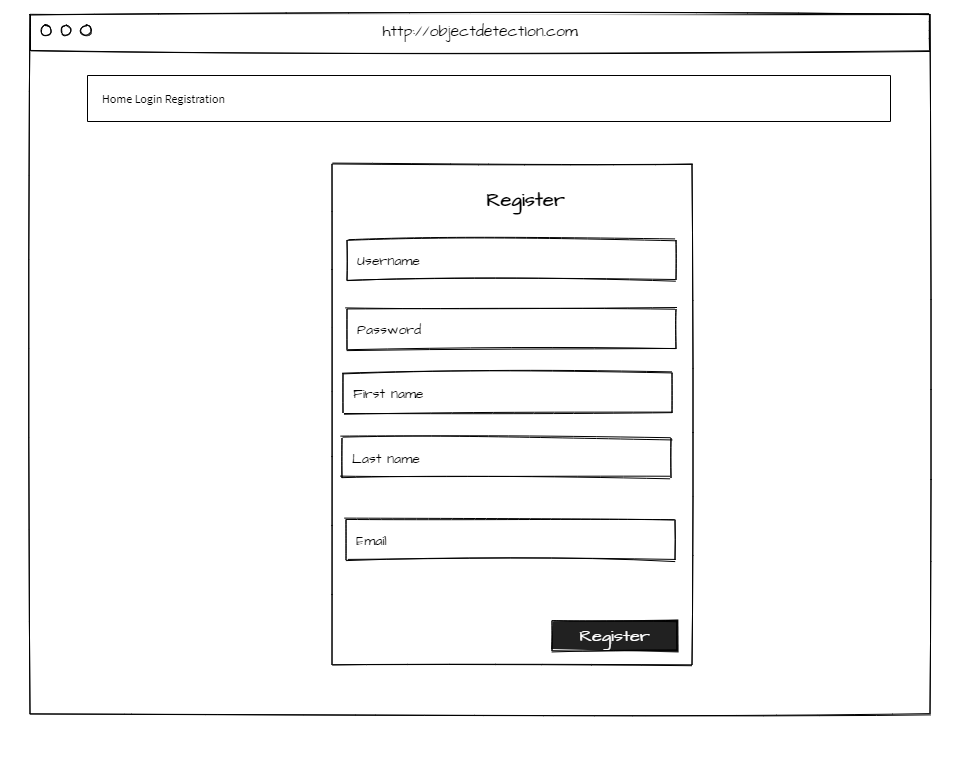 http://objectdetection.com
Home Login Registration
Register
Username
Password
First name
Last name
Email
Register